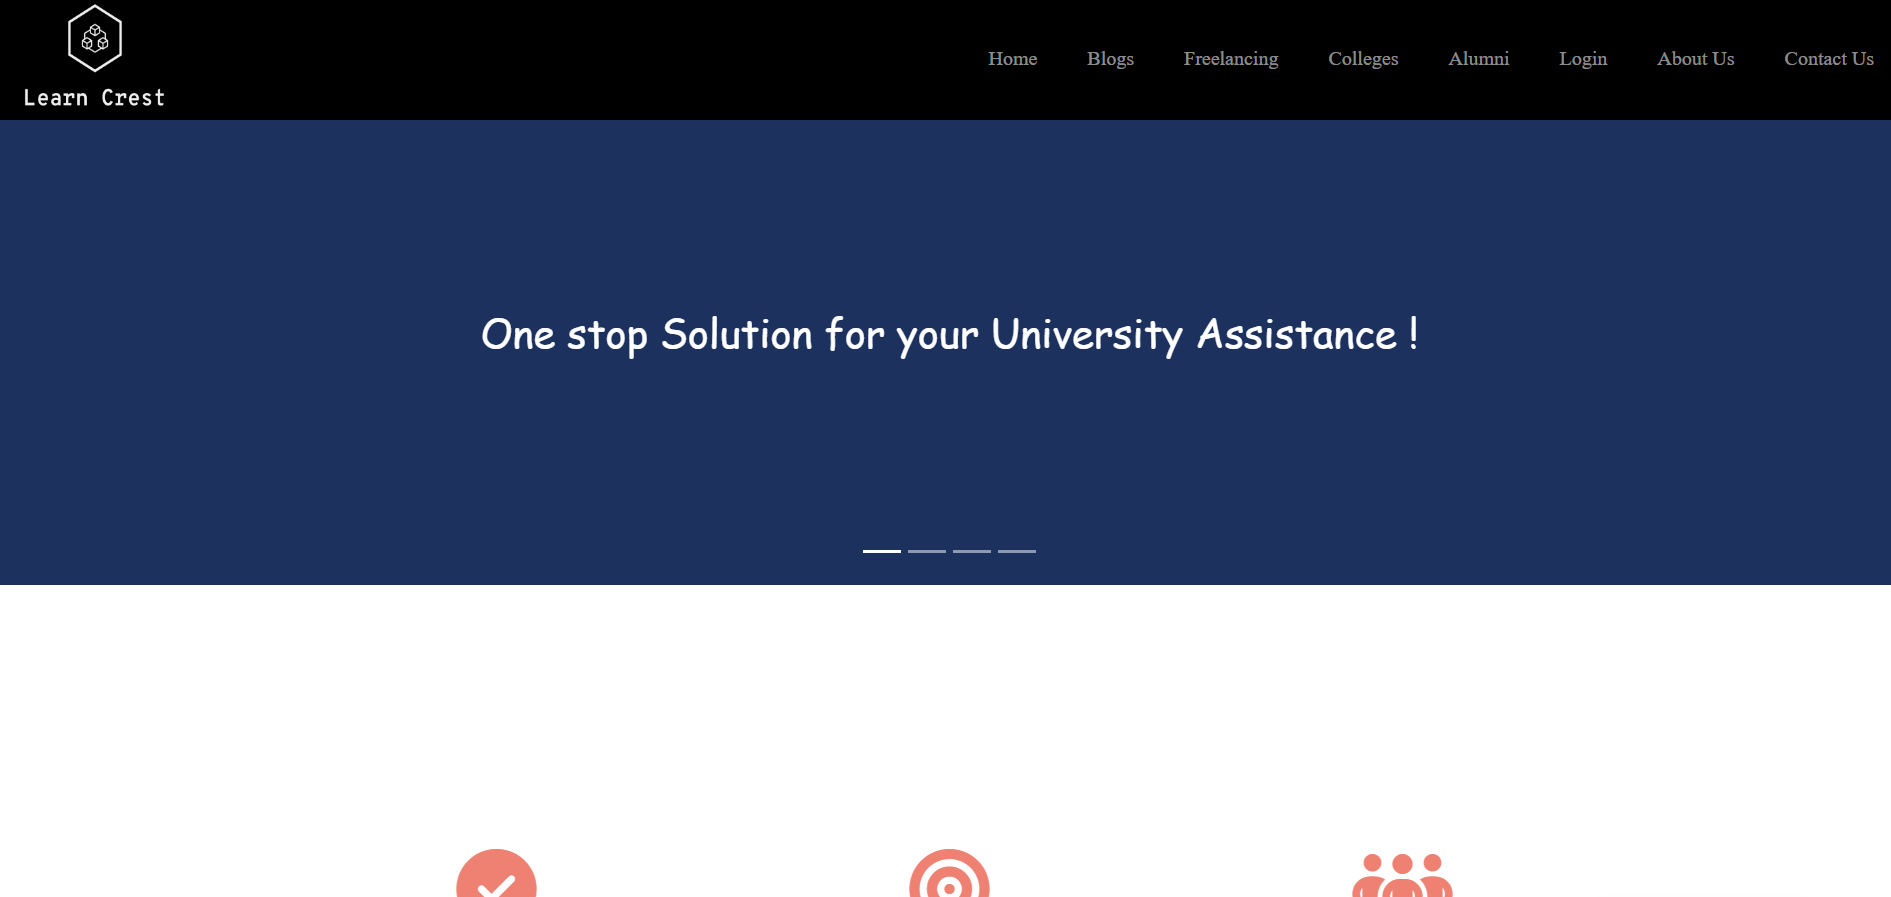 Learn Crest
Home Blogs Freelancing Colleges Alumni Login About Us Contact Us
One stop Solution for your University Assistance !